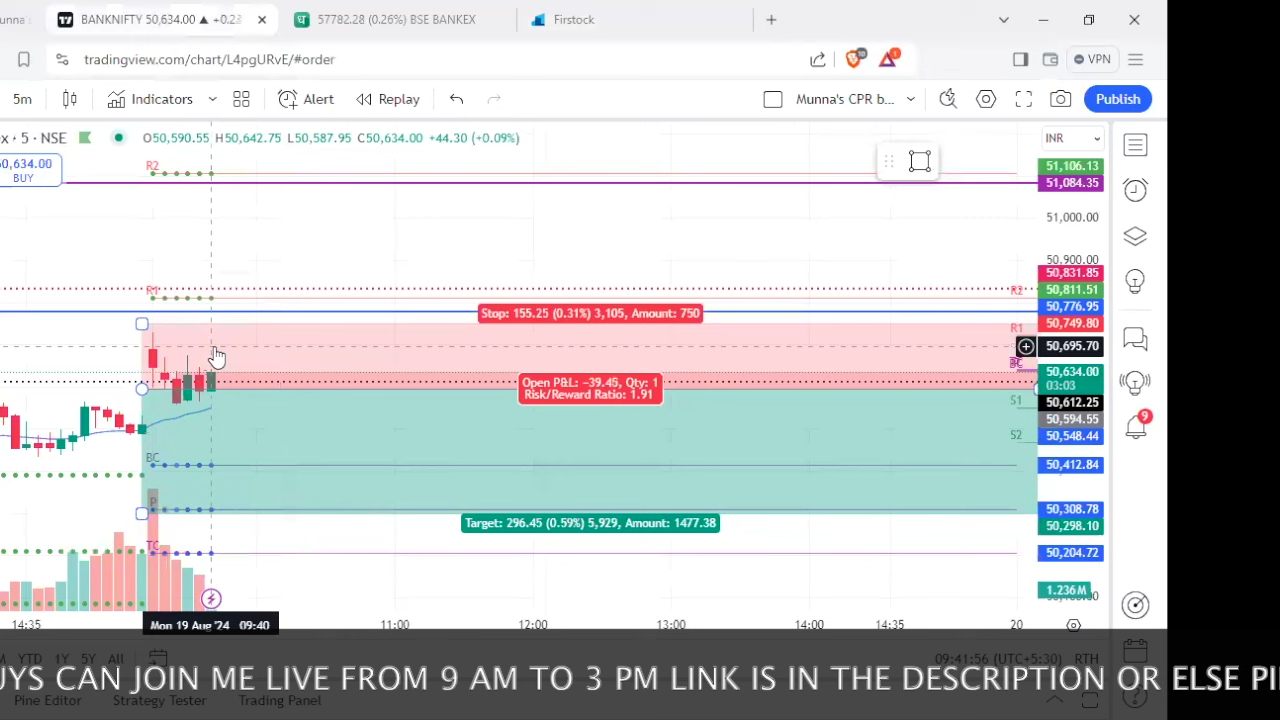 unna's
BANKNIFTY 50,634.00 ▲ +0.2
57782.28 (0.26%) BSE BANKEX
Firstock
tradingview.com/chart/L4pgURvE/#order
VPN
5m
Indicators
Alert
Replay
Munna's CPR b...
Publish
x · 5 · NSE
O50,590.55 H50,642.75 L50,587.95 C50,634.00 +44.30 (+0.09%)
INR
50,634.00
BUY
R2
51,106.13
51,084.35
51,000.00
50,900.00
50,831.85
R1
R2
50,811.51
50,776.95
Stop: 155.25 (0.31%) 3,105, Amount: 750
50,749.80
R1
50,695.70
BC
50,634.00
03:03
Open P&L: −39.45, Qty: 1
Risk/Reward Ratio: 1.91
50,612.25
S1
50,594.55
S2
50,548.44
9
BC
50,412.84
P
50,308.78
Target: 296.45 (0.59%) 5,929, Amount: 1477.38
50,298.10
TC
50,204.72
1.236M
14:35
Mon 19 Aug '24 09:40
11:00
12:00
13:00
14:00
14:35
20
YTD 1Y 5Y All
09:41:56 (UTC+5:30) RTH
UYS CAN JOIN ME LIVE FROM 9 AM TO 3 PM LINK IS IN THE DESCRIPTION OR ELSE PI
Pine Editor
Strategy Tester
Trading Panel